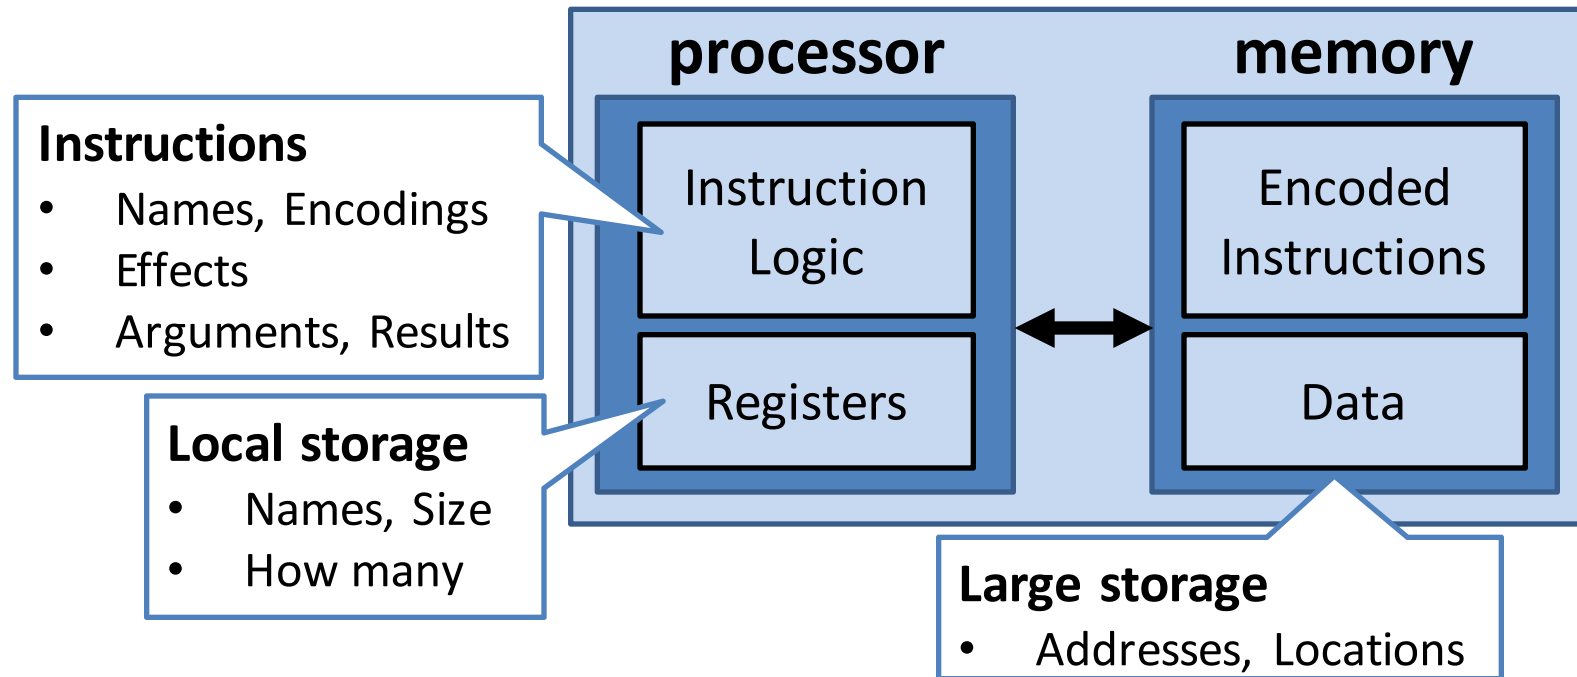 processor
memory
Instructions
• Names, Encodings
• Effects
• Arguments, Results
Instruction
Logic
Encoded
Instructions
Registers
Data
Local storage
• Names, Size
• How many
Large storage
• Addresses, Locations